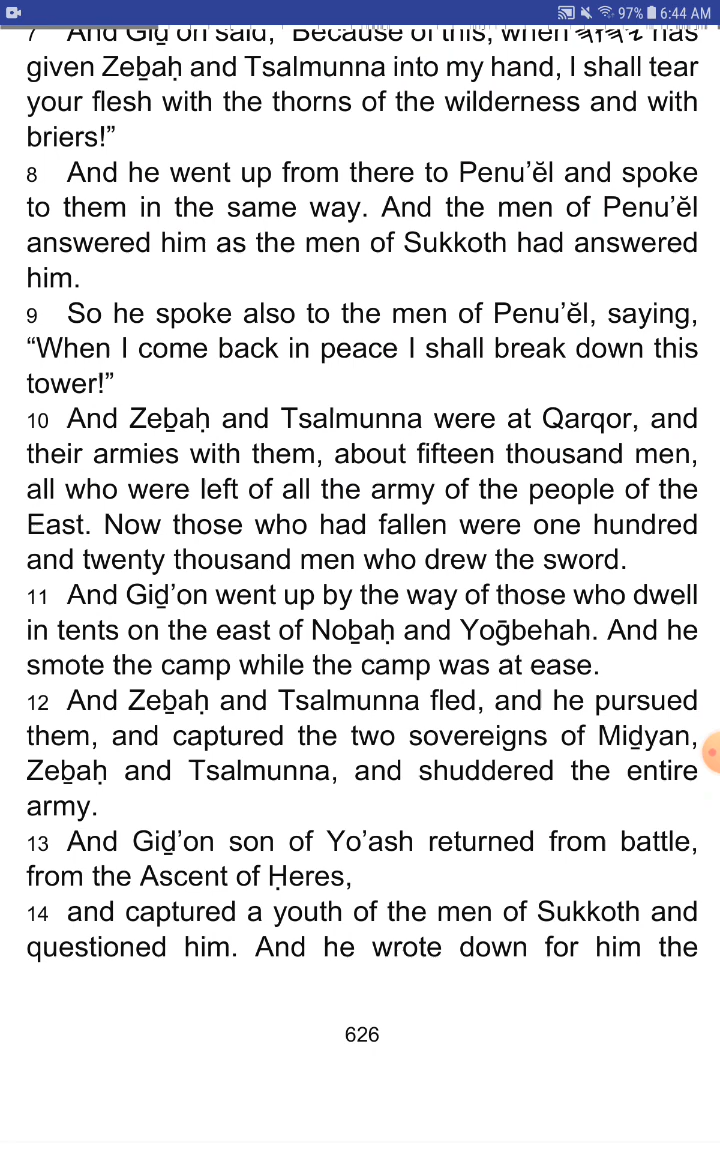 97% 6:44 AM
7 And Giḏ'on said, "Because of this, when 𐤉𐤄𐤅𐤄 has
given Zeḇaḥ and Tsalmunna into my hand, I shall tear
your flesh with the thorns of the wilderness and with
briers!”
8 And he went up from there to Penu’ĕl and spoke
to them in the same way. And the men of Penu’ĕl
answered him as the men of Sukkoth had answered
him.
9 So he spoke also to the men of Penu’ĕl, saying,
“When I come back in peace I shall break down this
tower!”
10 And Zeḇaḥ and Tsalmunna were at Qarqor, and
their armies with them, about fifteen thousand men,
all who were left of all the army of the people of the
East. Now those who had fallen were one hundred
and twenty thousand men who drew the sword.
11 And Giḏ’on went up by the way of those who dwell
in tents on the east of Noḇaḥ and Yoḡbehah. And he
smote the camp while the camp was at ease.
12 And Zeḇaḥ and Tsalmunna fled, and he pursued
them, and captured the two sovereigns of Miḏyan,
Zeḇaḥ and Tsalmunna, and shuddered the entire
army.
13 And Giḏ’on son of Yo’ash returned from battle,
from the Ascent of Ḥeres,
14 and captured a youth of the men of Sukkoth and
questioned him. And he wrote down for him the
626